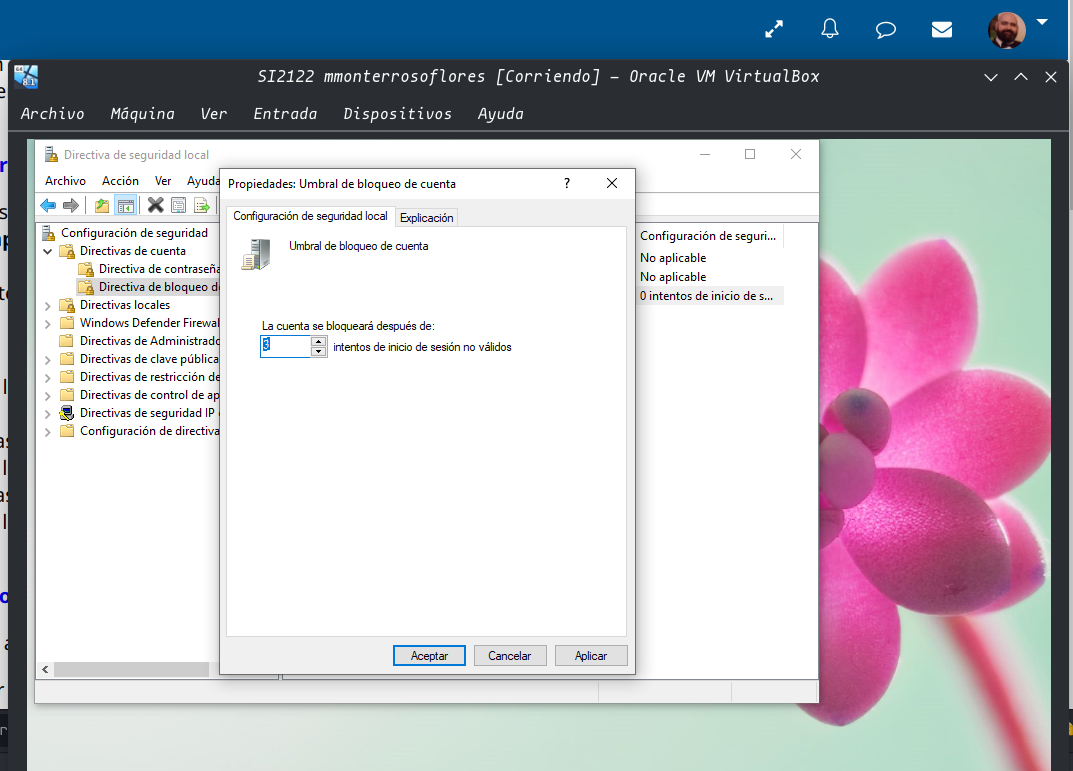 SI2122 mmonterrosoflores [Corriendo] – Oracle VM VirtualBox
Archivo Máquina Ver Entrada Dispositivos Ayuda
Directiva de seguridad local
Archivo Acción Ver Ayuda
Propiedades: Umbral de bloqueo de cuenta
?
Configuración de seguridad local Explicación
Umbral de bloqueo de cuenta
La cuenta se bloqueará después de:
3 intentos de inicio de sesión no válidos
Aceptar Cancelar Aplicar
Configuración de seguridad
Directivas de cuenta
Directiva de contraseña
Directiva de bloqueo d
Directivas locales
Windows Defender Firewal
Directivas de Administrado
Directivas de clave pública
Directivas de restricción de
Directivas de control de ap
Directivas de seguridad IP
Configuración de directiva
Configuración de seguri...
No aplicable
No aplicable
0 intentos de inicio de s...